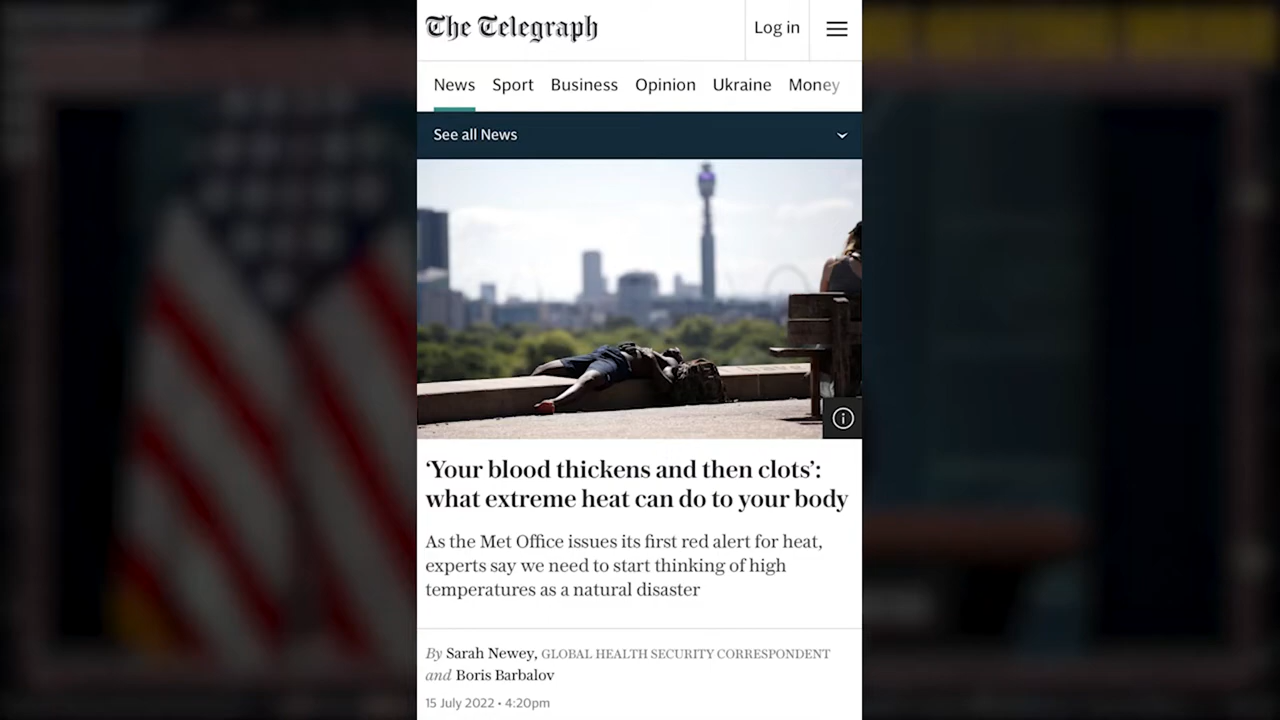 The Telegraph
Log in
News Sport Business Opinion Ukraine Money
See all News
‘Your blood thickens and then clots’:
what extreme heat can do to your body
As the Met Office issues its first red alert for heat,
experts say we need to start thinking of high
temperatures as a natural disaster
By Sarah Newey, GLOBAL HEALTH SECURITY CORRESPONDENT
and Boris Barbalov
15 July 2022 • 4:20pm